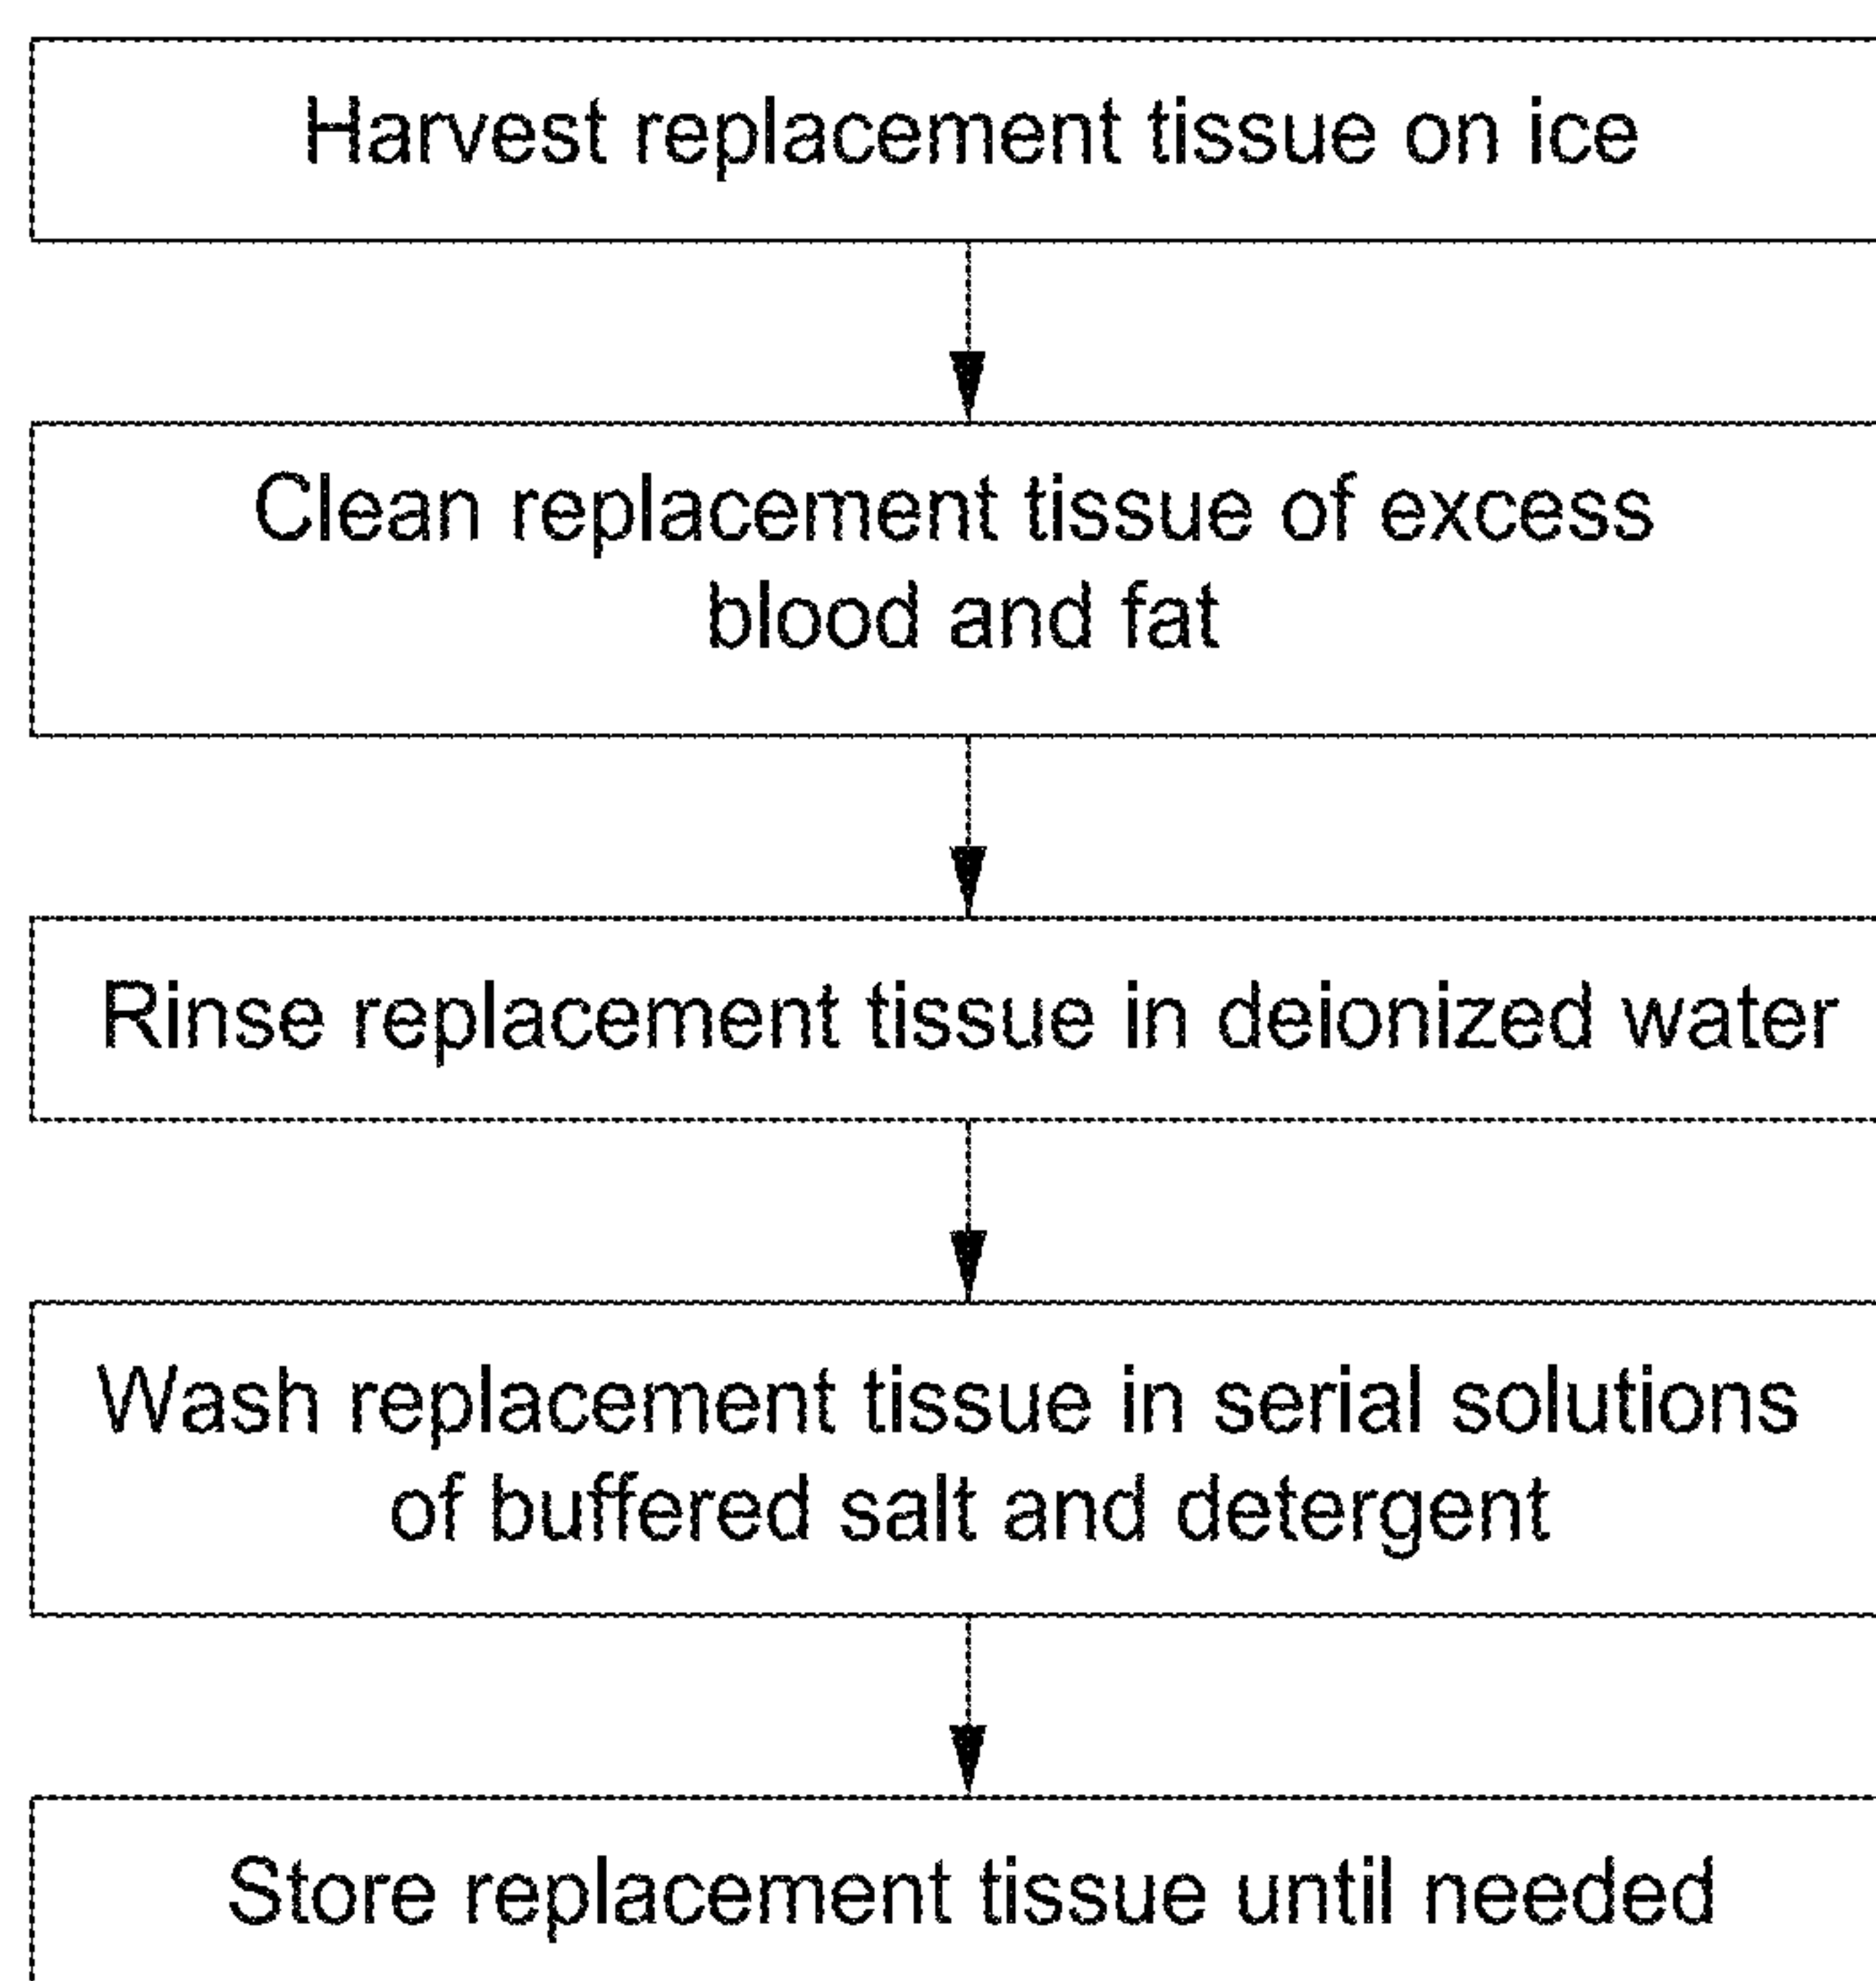 Harvest replacement tissue on ice
Clean replacement tissue of excess
blood and fat
Rinse replacement tissue in deionized water
Wash replacement tissue in serial solutions
of buffered salt and detergent
Store replacement tissue until needed